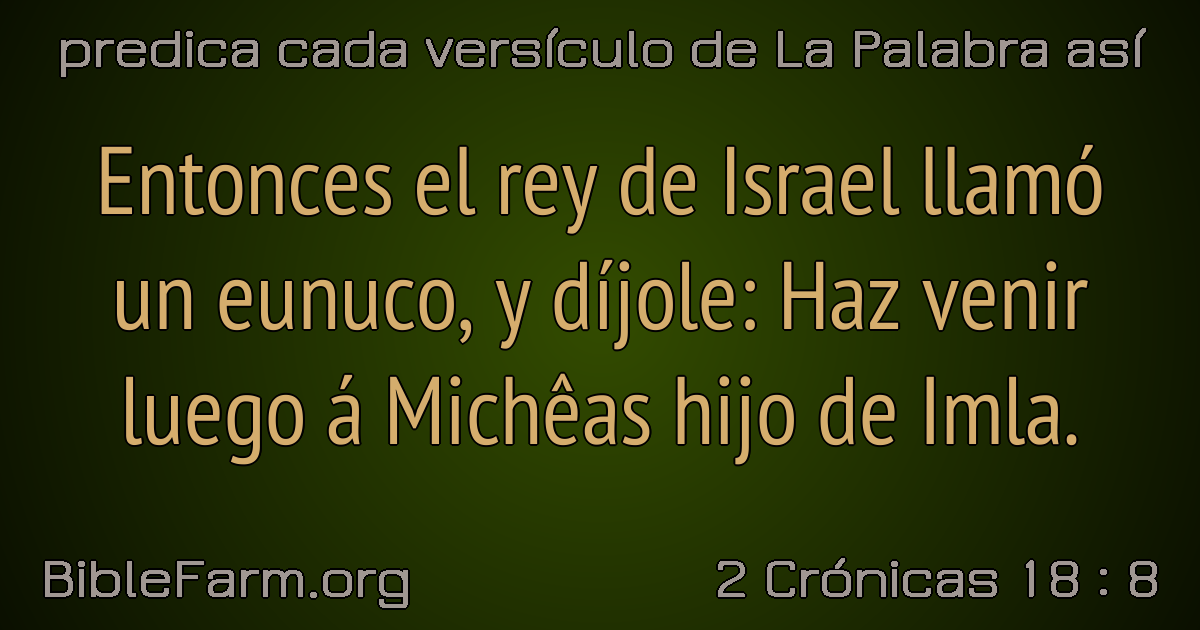 predica cada versículo de La Palabra así
Entonces el rey de Israel llamó
un eunuco, y díjole: Haz venir
luego á Michêas hijo de Imla.
BibleFarm.org
2 Crónicas 18 : 8